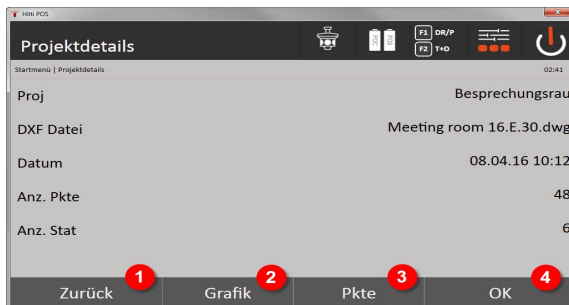 Hilti POS
Projektdetails
POC
POS
F1 DR/P
F2 T+D
Startmenü | Projektdetails
02:41
Proj
Besprechungsrau
DXF Datei
Meeting room 16.E.30.dwg
Datum
08.04.16 10:12
Anz. Pkte
48
Anz. Stat
6
1
2
3
4
Zurück
Grafik
Pkte
OK